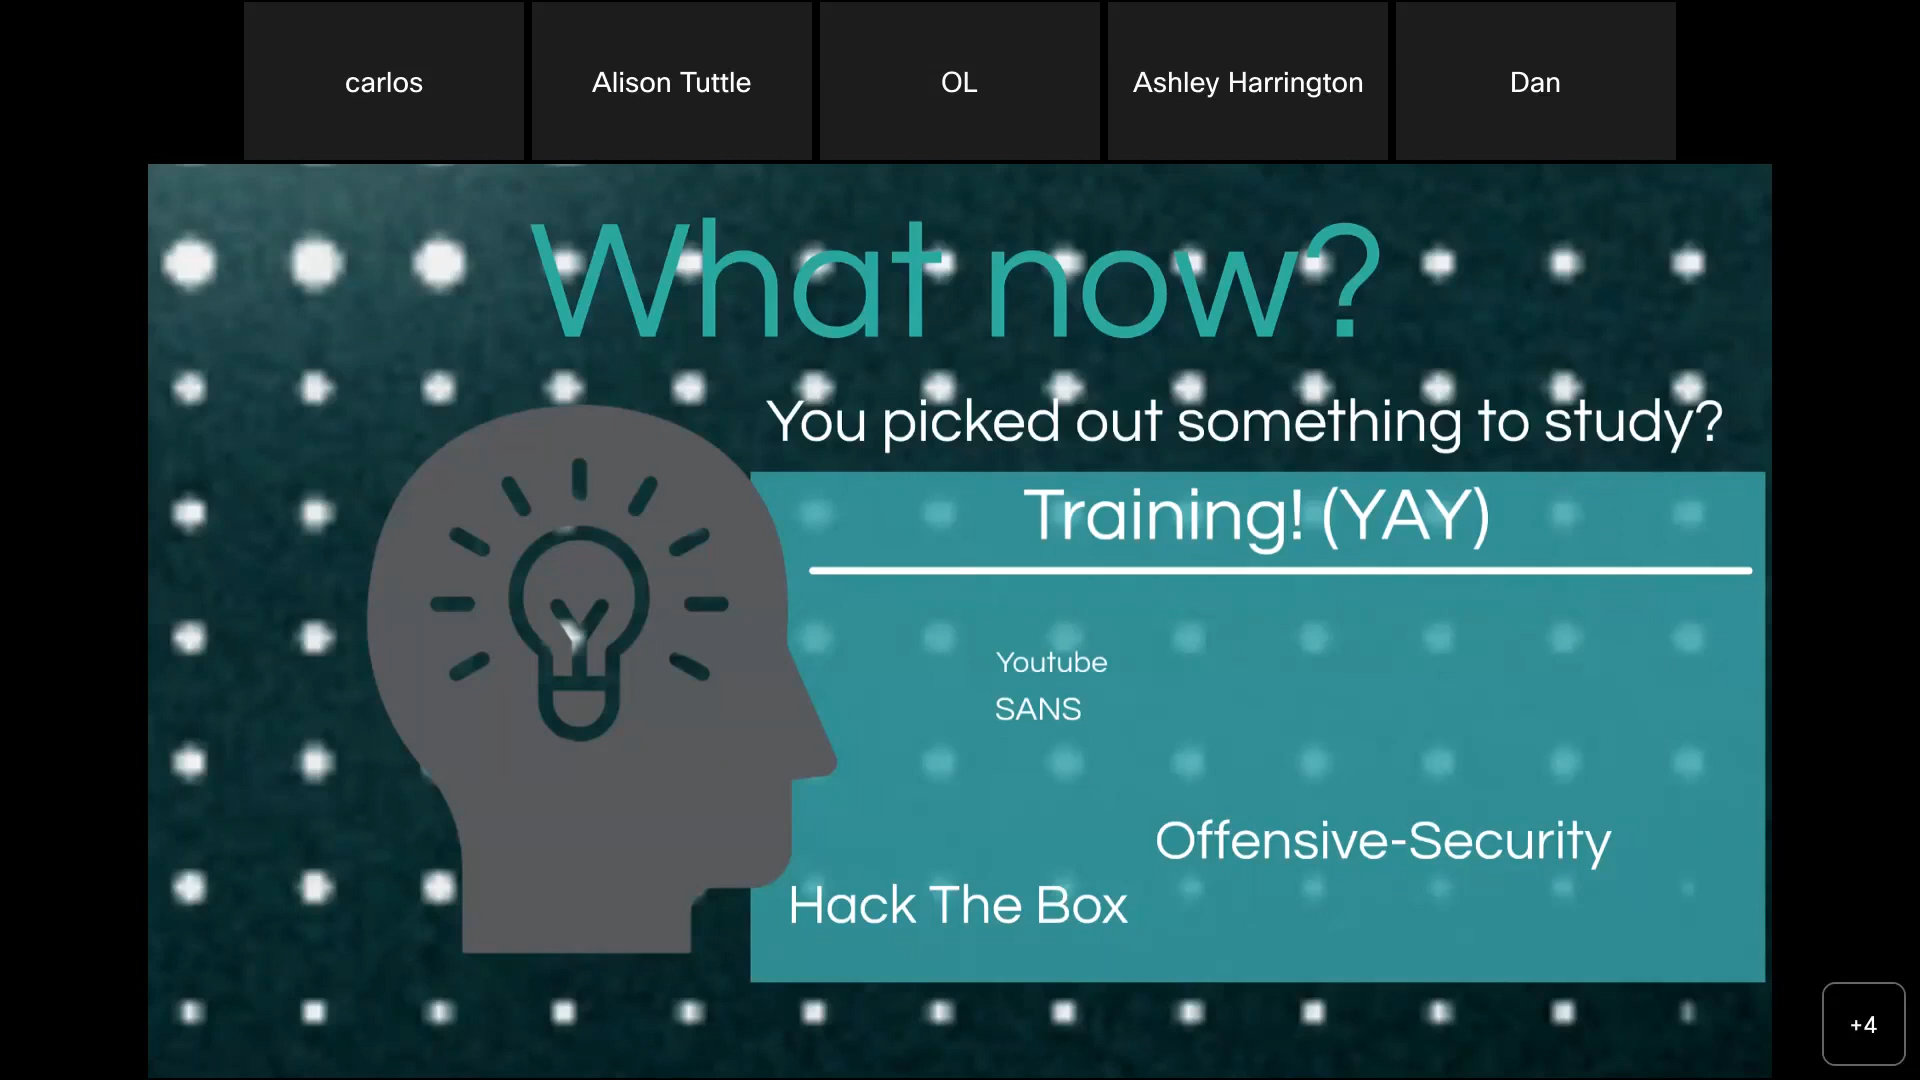 carlos
Alison Tuttle
OL
Ashley Harrington
Dan
What now?
You picked out something to study?
Training! (YAY)
Youtube
SANS
Offensive-Security
Hack The Box
+4